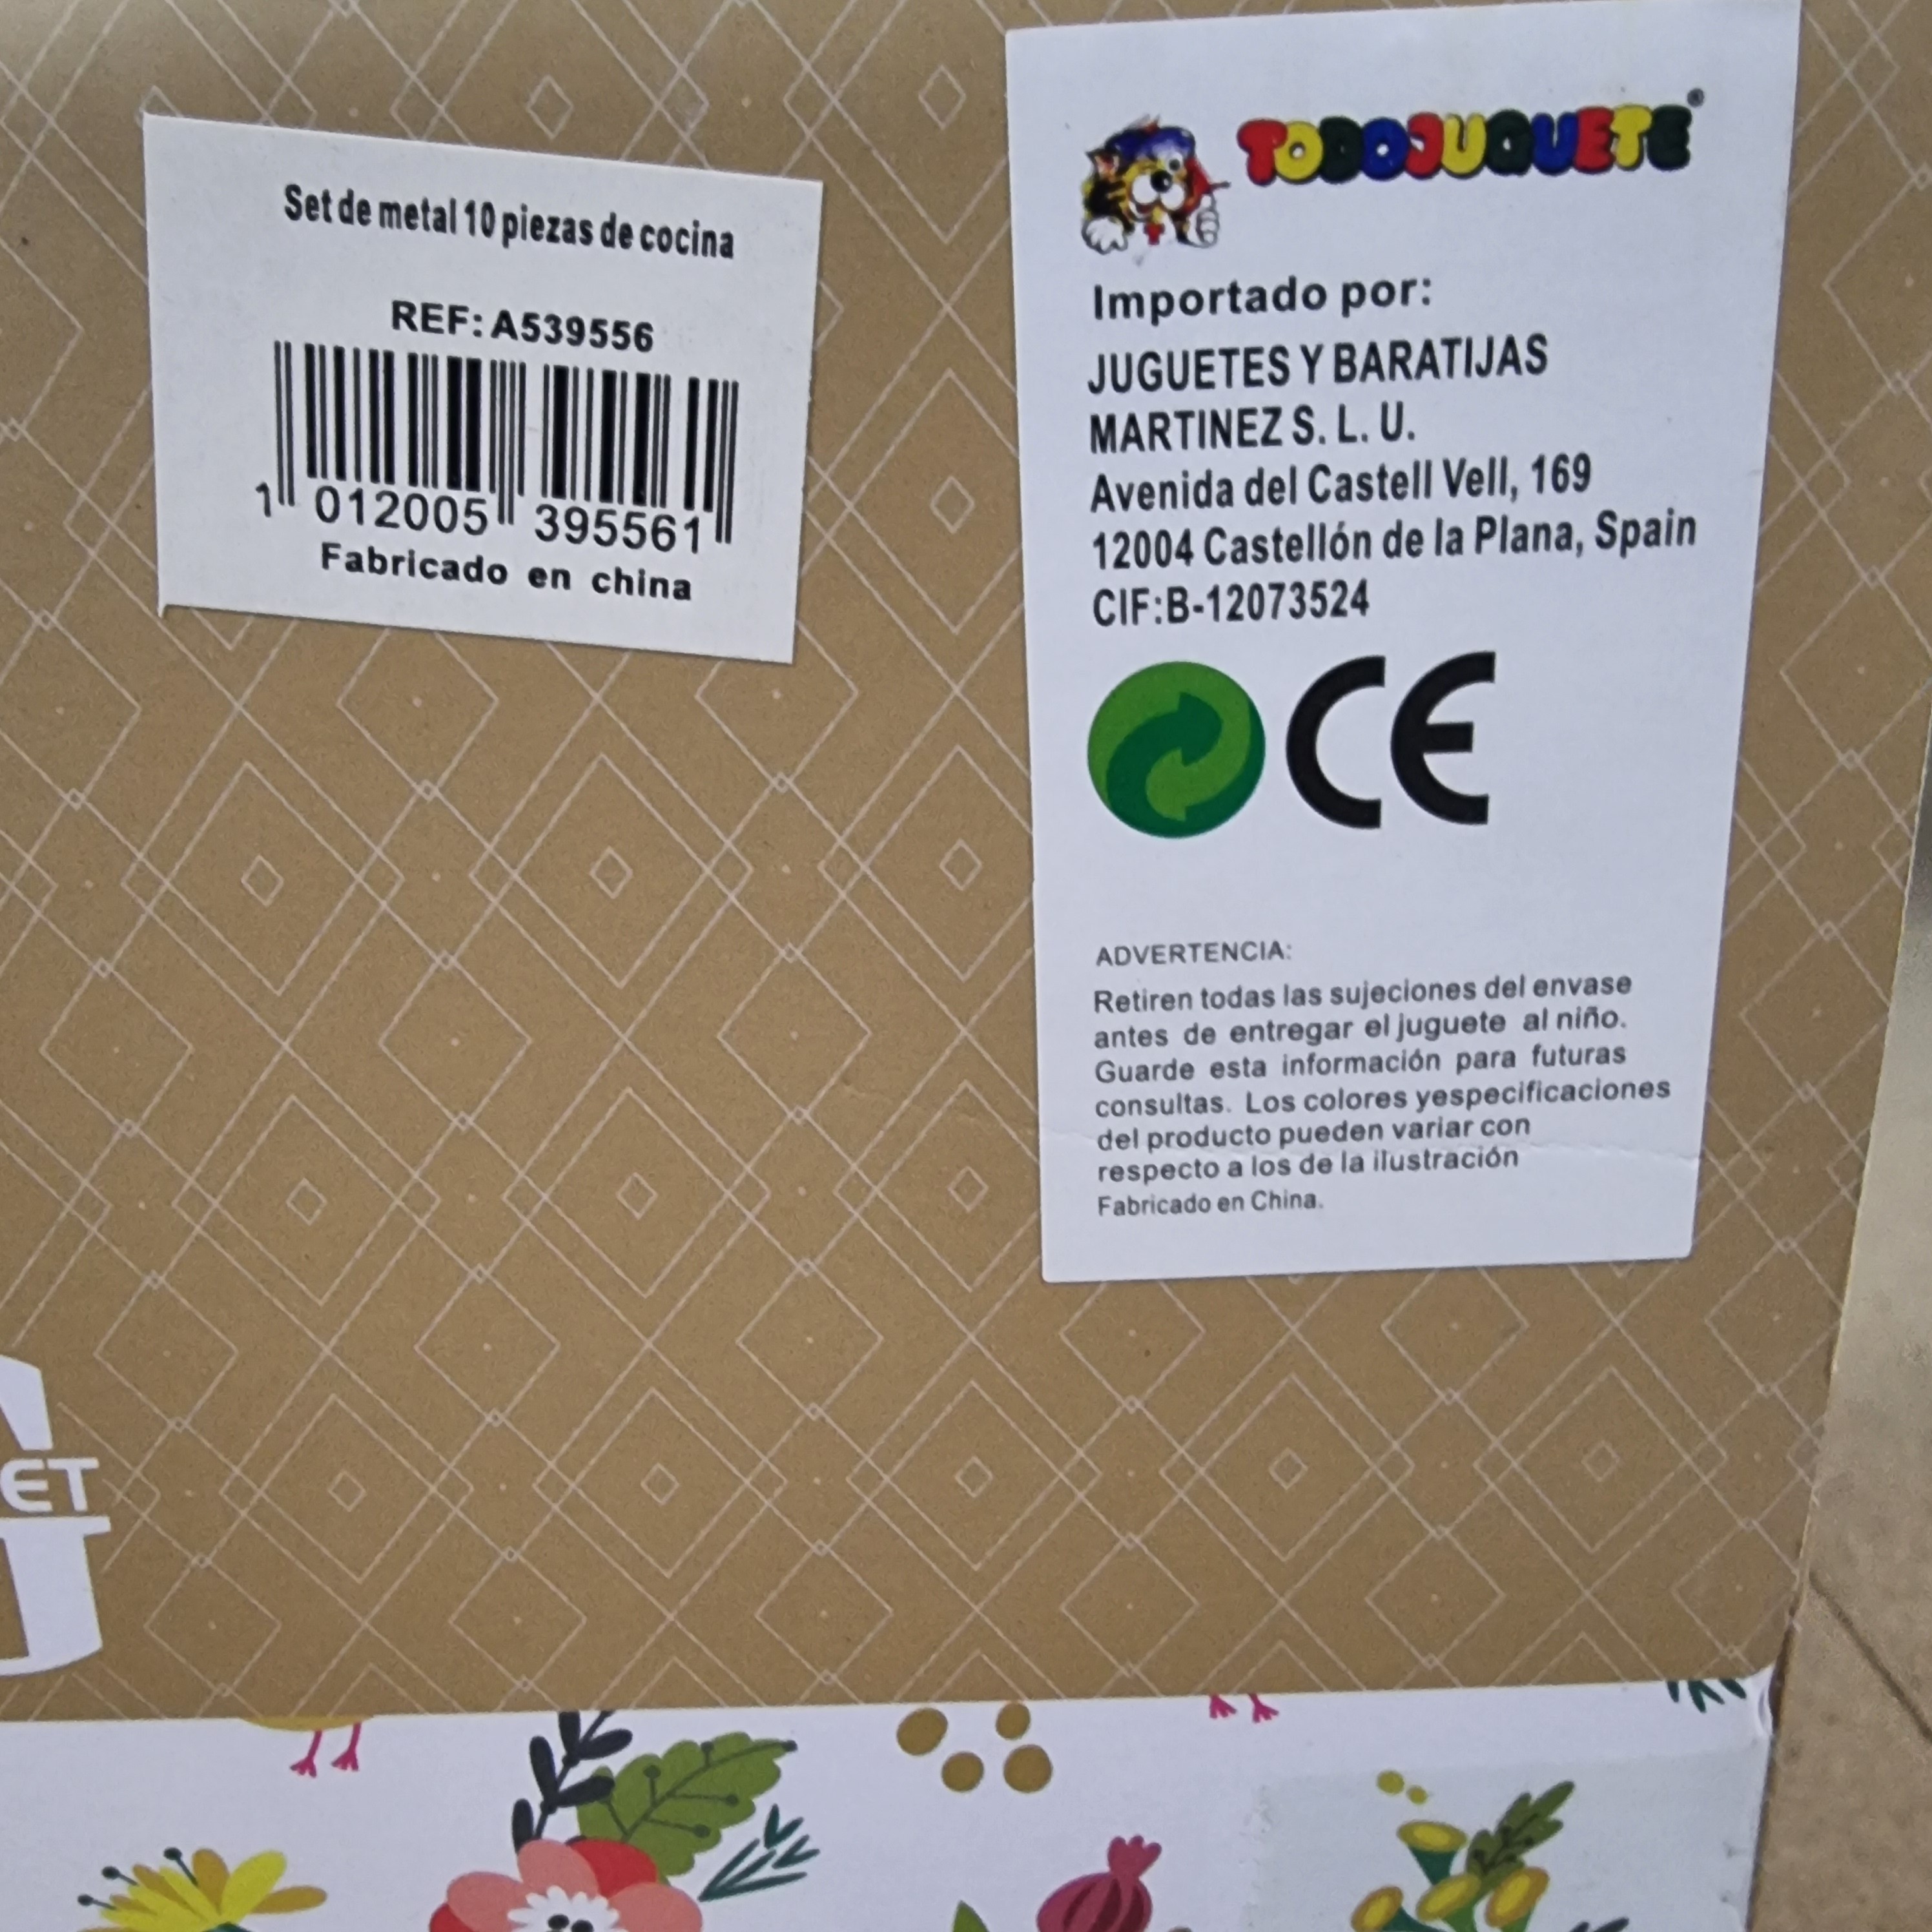 Set de metal 10 piezas de cocina
REF: A539556
1 012005 395561
Fabricado en china
TODOJUGUETE®
Importado por:
JUGUETES Y BARATIJAS
MARTINEZ S. L. U.
Avenida del Castell Vell, 169
12004 Castellón de la Plana, Spain
CIF:B-12073524
CE
ADVERTENCIA:
Retiren todas las sujeciones del envase
antes de entregar el juguete al niño.
Guarde esta información para futuras
consultas. Los colores yespecificaciones
del producto pueden variar con
respecto a los de la ilustración
Fabricado en China.
ET